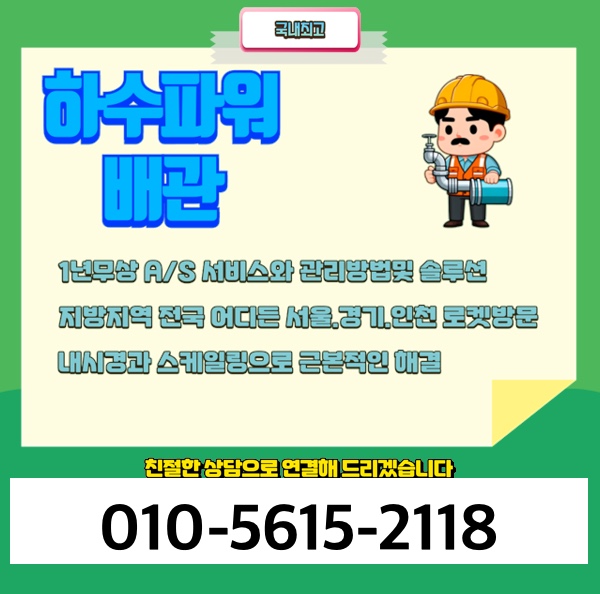 국내최고
하수파워
배관
1년무상 A/S 서비스와 관리방법및 솔루션
지방지역 전국 어디든 서울.경기.인천 로켓방문
내시경과 스케일링으로 근본적인 해결
친절한 상담으로 연결해 드리겠습니다
010-5615-2118